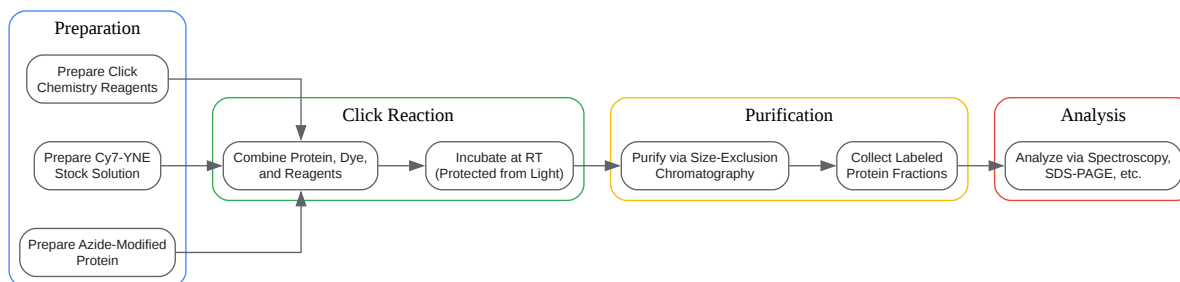 Preparation
Prepare Click
Chemistry Reagents
Prepare Cy7-YNE
Stock Solution
Prepare Azide-Modified
Protein
Click Reaction
Combine Protein, Dye,
and Reagents
Incubate at RT
(Protected from Light)
Purification
Purify via Size-Exclusion
Chromatography
Collect Labeled
Protein Fractions
Analysis
Analyze via Spectroscopy,
SDS-PAGE, etc.